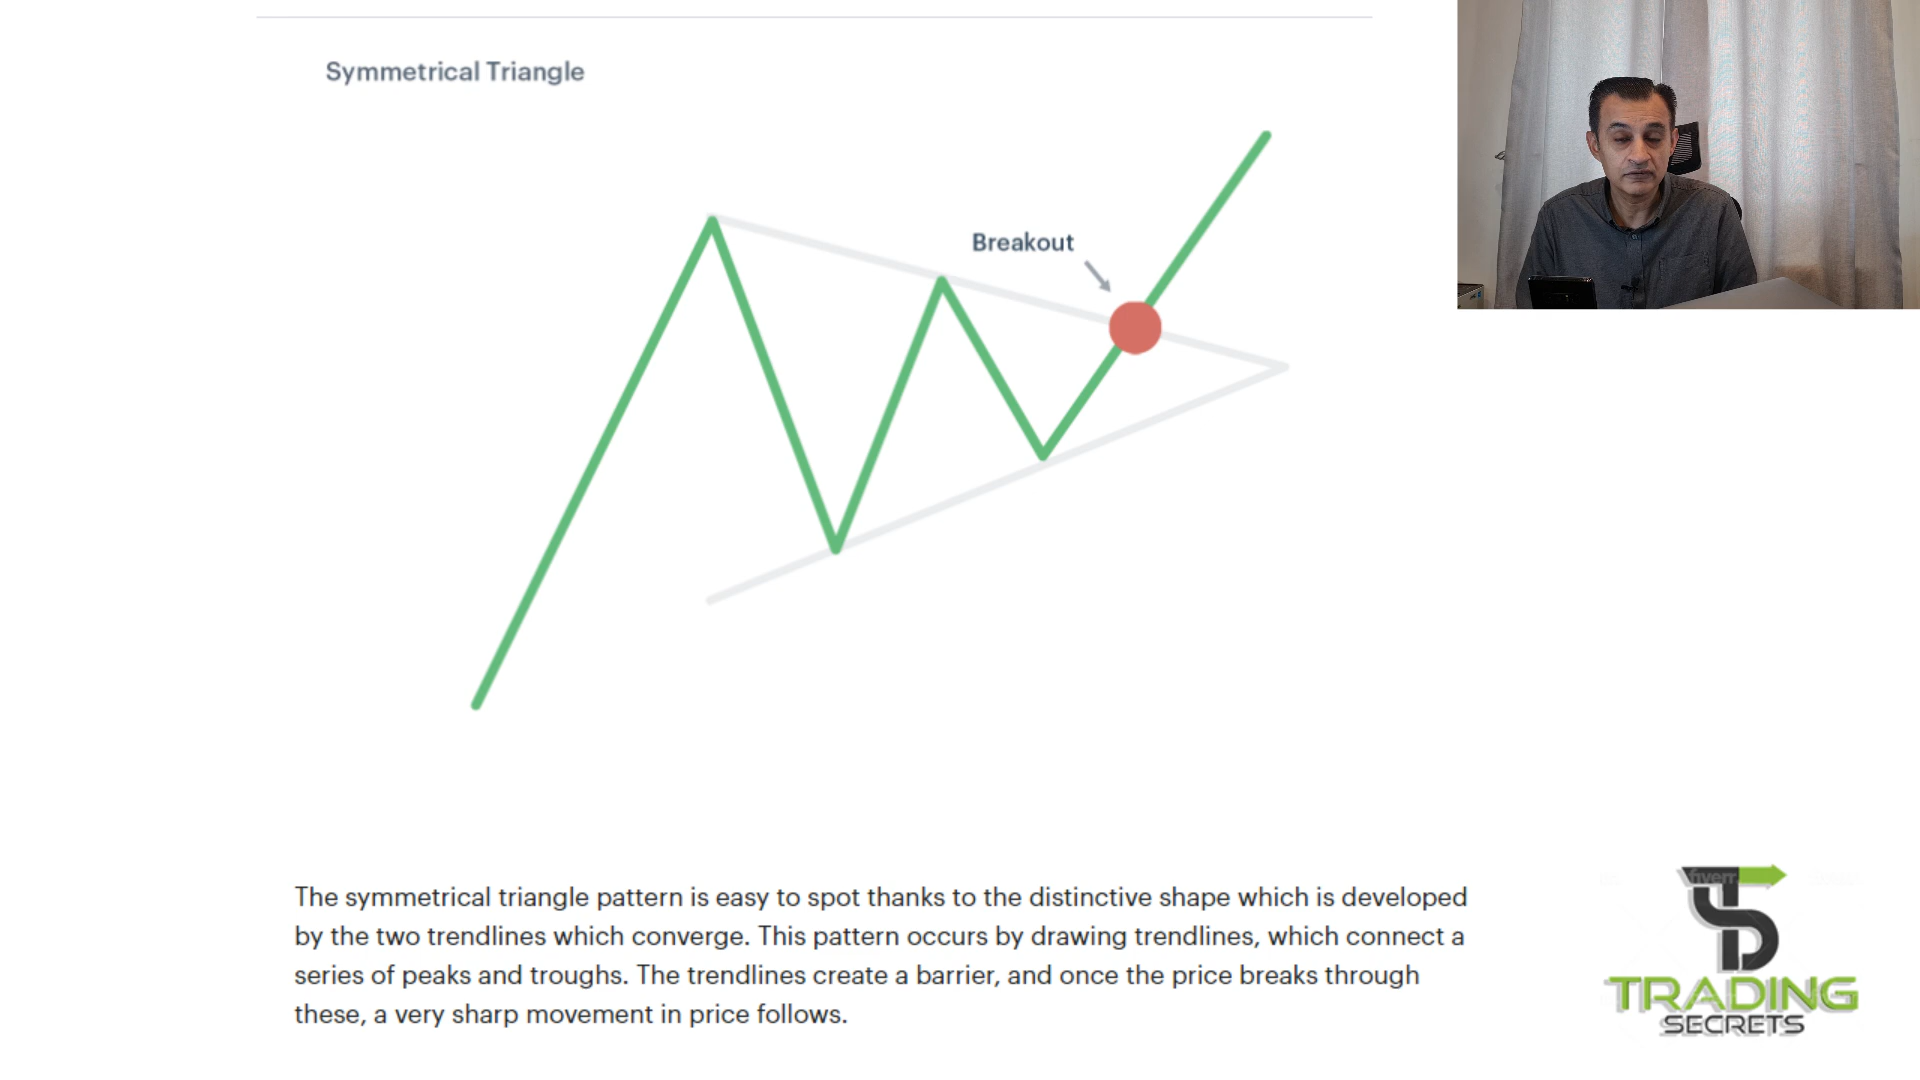 Symmetrical Triangle
Breakout
The symmetrical triangle pattern is easy to spot thanks to the distinctive shape which is developed
by the two trendlines which converge. This pattern occurs by drawing trendlines, which connect a
series of peaks and troughs. The trendlines create a barrier, and once the price breaks through
these, a very sharp movement in price follows.
fiverr
TRADING
SECRETS